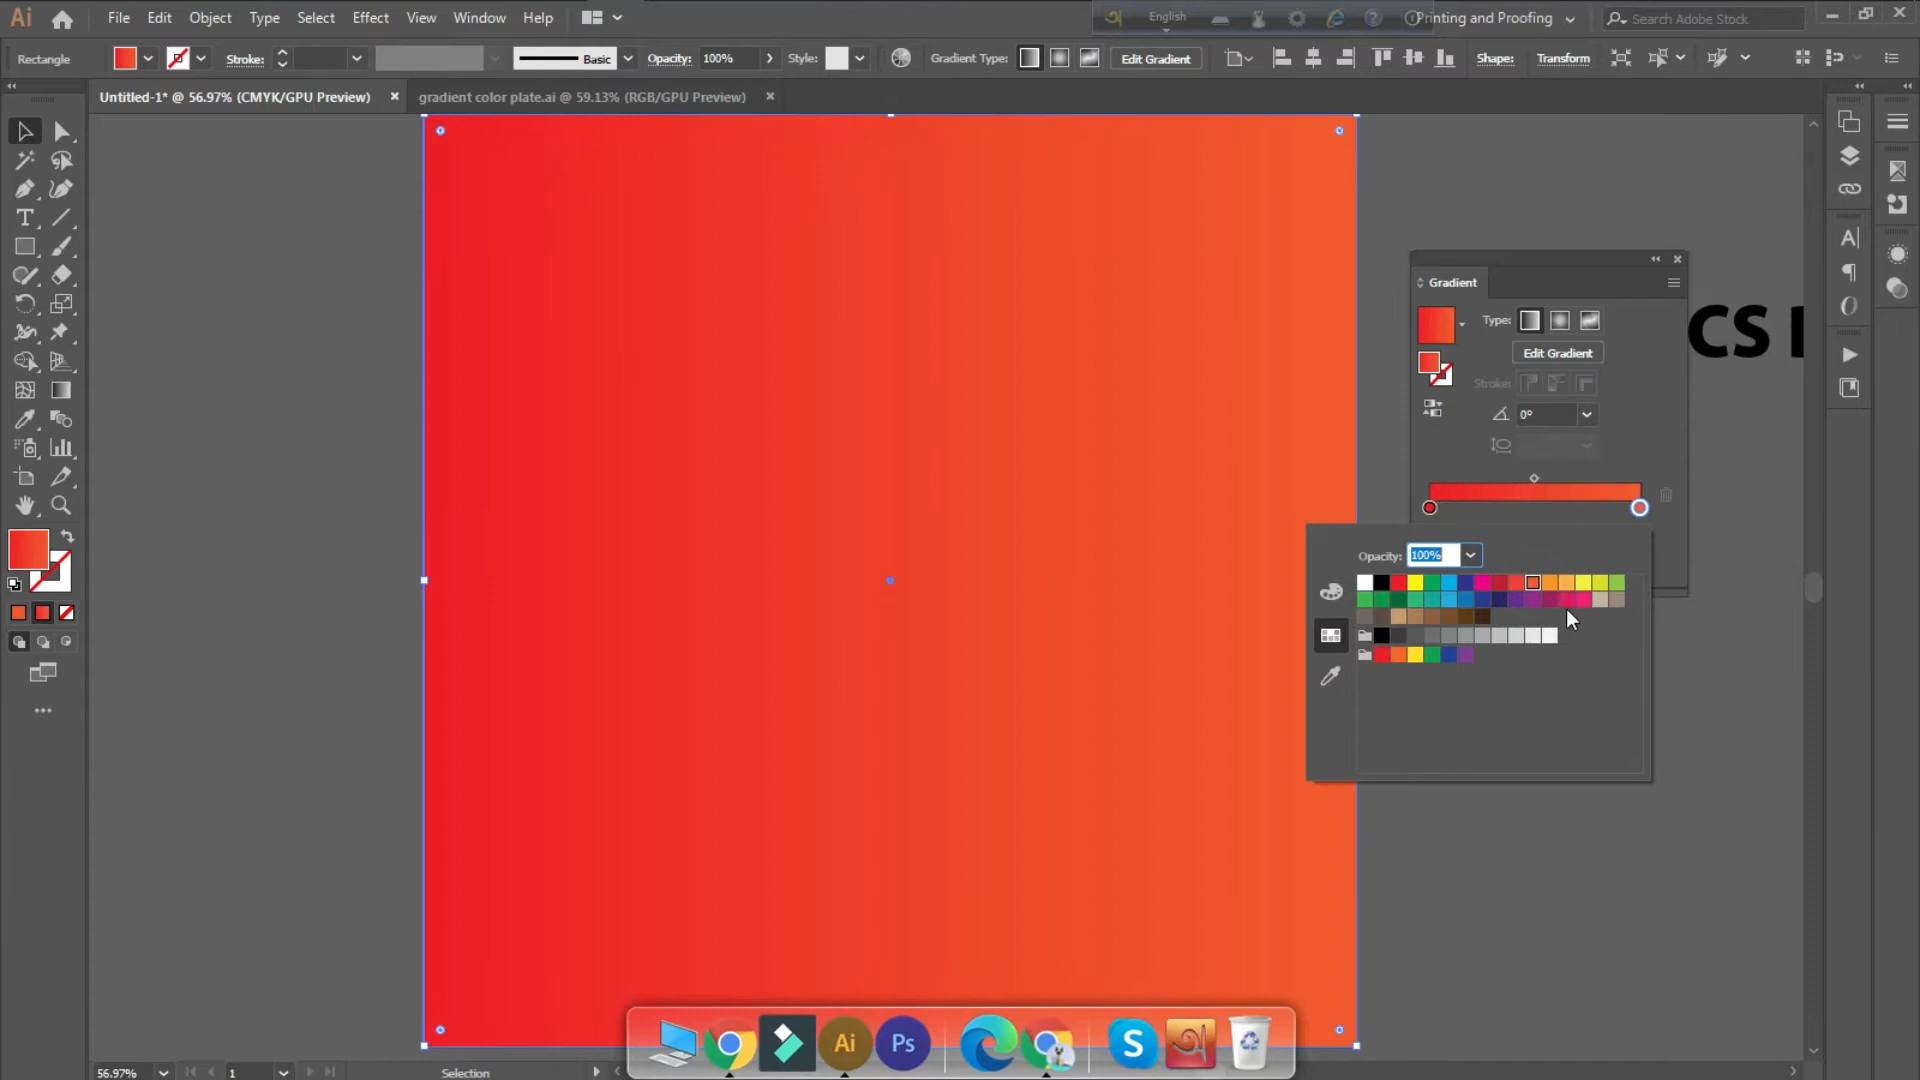 Ai File Edit Object Type Select Effect View Window Help English Printing and Proofing Search Adobe Stock
Rectangle Stroke: Basic Opacity: 100% Style: Gradient Type: Edit Gradient Shape: Transform
Untitled-1* @ 56.97% (CMYK/GPU Preview) × gradient color plate.ai @ 59.13% (RGB/GPU Preview) ×
Gradient
Type:
Edit Gradient
CS
Stroke:
0°
Opacity: 100%
Ai Ps S
56.97% 1 Selection